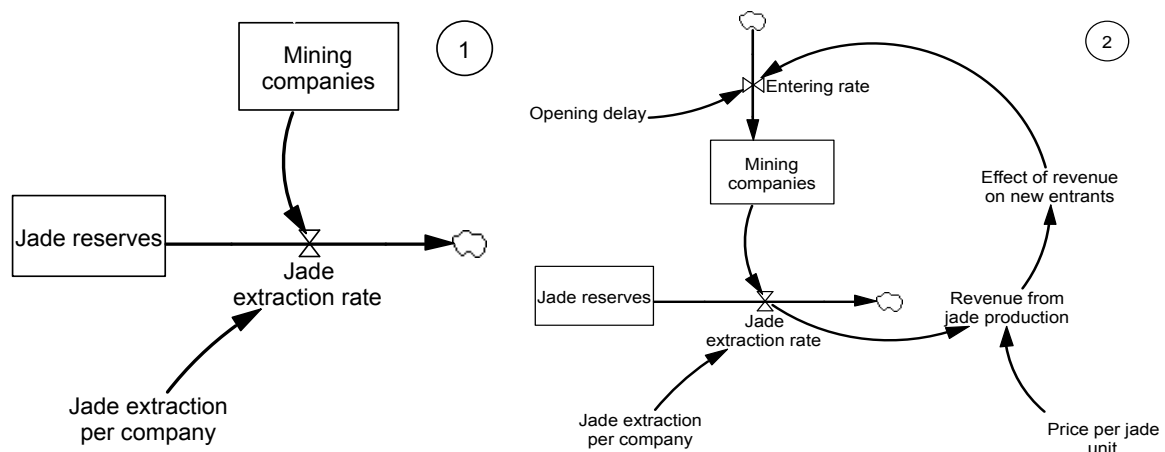 1
Mining
companies
Jade reserves
Jade
extraction rate
Jade extraction
per company
2
Entering rate
Opening delay
Mining
companies
Effect of revenue
on new entrants
Jade reserves
Jade
extraction rate
Revenue from
jade production
Jade extraction
per company
Price per jade
unit